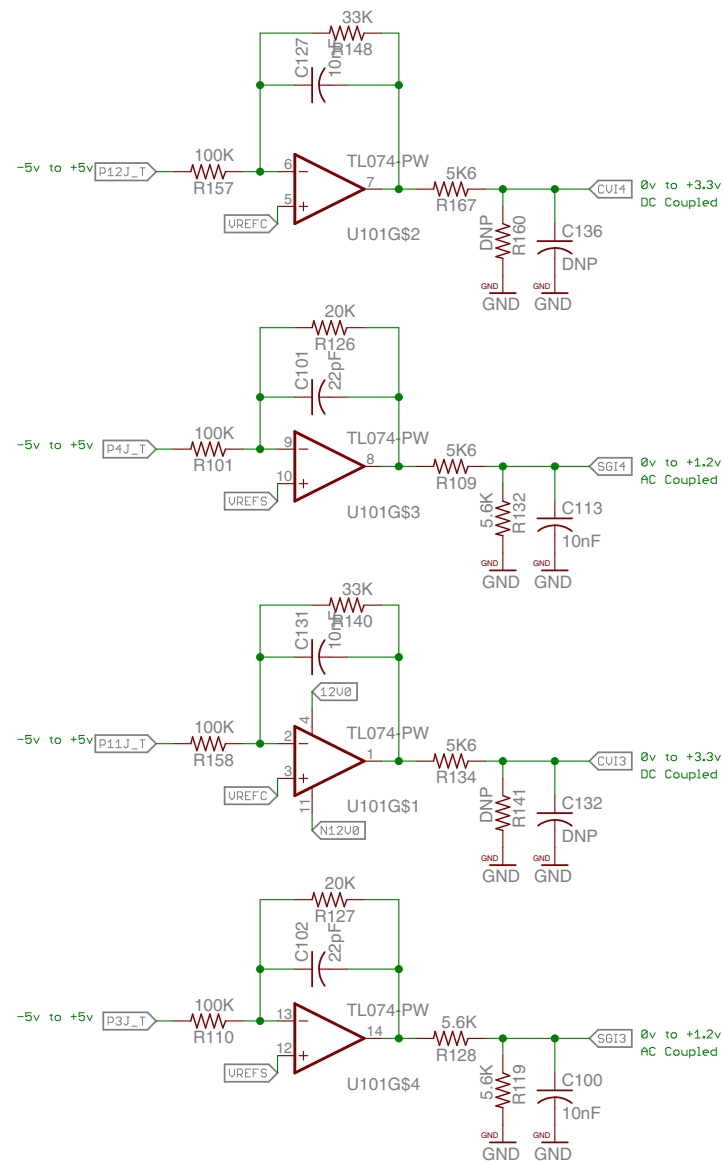 33K
R148
C127
10nF
-5v to +5v
P12J_T
100K
R157
6
5
7
TL074-PW
U101G$2
VREFC
5K6
R167
DNP
R160
C136
DNP
CVI4
0v to +3.3v
DC Coupled
GND
GND
GND
GND
20K
R126
C101
22pF
-5v to +5v
P4J_T
100K
R101
9
10
8
TL074-PW
U101G$3
VREFS
5K6
R109
5.6K
R132
C113
10nF
SGI4
0v to +1.2v
AC Coupled
GND
GND
GND
GND
33K
R140
C131
10nF
12V0
4
-5v to +5v
P11J_T
100K
R158
2
3
1
11
TL074-PW
U101G$1
VREFC
N12V0
5K6
R134
DNP
R141
C132
DNP
CVI3
0v to +3.3v
DC Coupled
GND
GND
GND
GND
20K
R127
C102
22pF
-5v to +5v
P3J_T
100K
R110
13
12
14
TL074-PW
U101G$4
VREFS
5.6K
R128
5.6K
R119
C100
10nF
SGI3
0v to +1.2v
AC Coupled
GND
GND
GND
GND